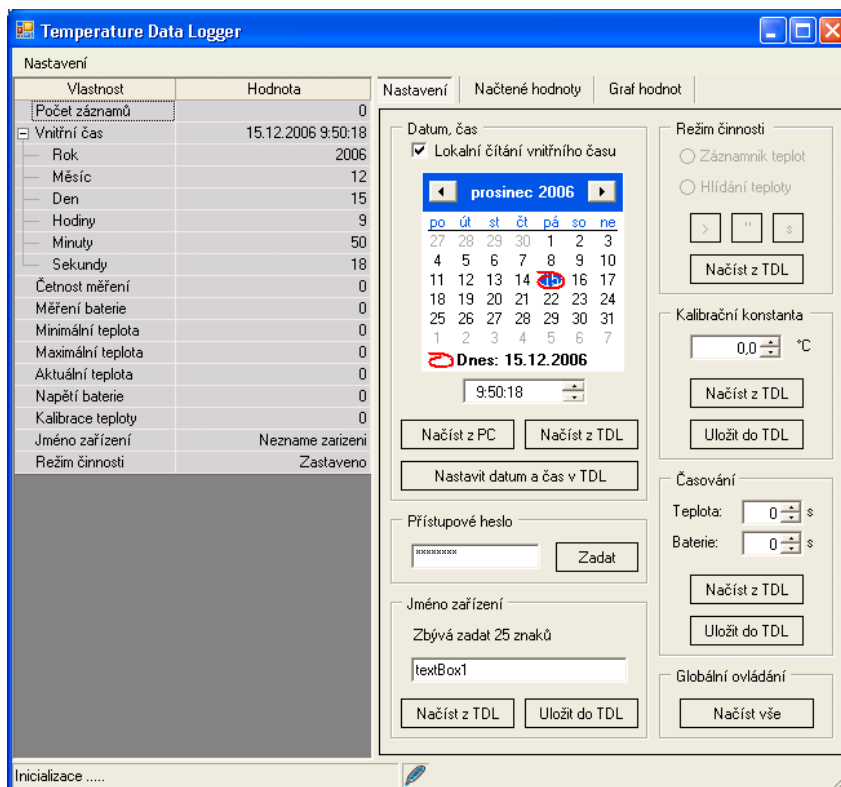 Temperature Data Logger
Nastavení
Vlastnost Hodnota
Počet záznamů 0
Vnitřní čas 15.12.2006 9:50:18
Rok 2006
Měsíc 12
Den 15
Hodiny 9
Minuty 50
Sekundy 18
Četnost měření 0
Měření baterie 0
Minimální teplota 0
Maximální teplota 0
Aktuální teplota 0
Napětí baterie 0
Kalibrace teploty 0
Jméno zařízení Nezname zarizeni
Režim činnosti Zastaveno
Nastavení Načtené hodnoty Graf hodnot
Datum, čas
Lokalní čítání vnitřního času
prosinec 2006
po út st čt pá so ne
27 28 29 30 1 2 3
4 5 6 7 8 9 10
11 12 13 14 15 16 17
18 19 20 21 22 23 24
25 26 27 28 29 30 31
1 2 3 4 5 6 7
Dnes: 15.12.2006
9:50:18
Načíst z PC Načíst z TDL
Nastavit datum a čas v TDL
Přístupové heslo
×××××××× Zadat
Jméno zařízení
Zbývá zadat 25 znaků
textBox1
Načíst z TDL Uložit do TDL
Režim činnosti
Záznamnik teplot
Hlídání teploty
> " s
Načíst z TDL
Kalibrační konstanta
0,0 °C
Načíst z TDL
Uložit do TDL
Časování
Teplota: 0 s
Baterie: 0 s
Načíst z TDL
Uložit do TDL
Globální ovládání
Načíst vše
Inicializace .....